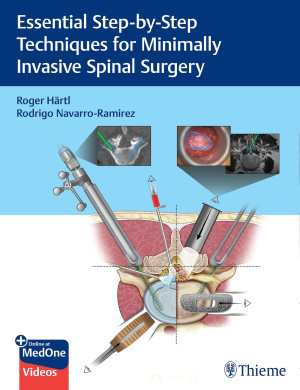 Essential Step-by-Step
Techniques for Minimally
Invasive Spinal Surgery
Roger Härtl
Rodrigo Navarro-Ramirez
+ Online at
MedOne
Videos
Thieme